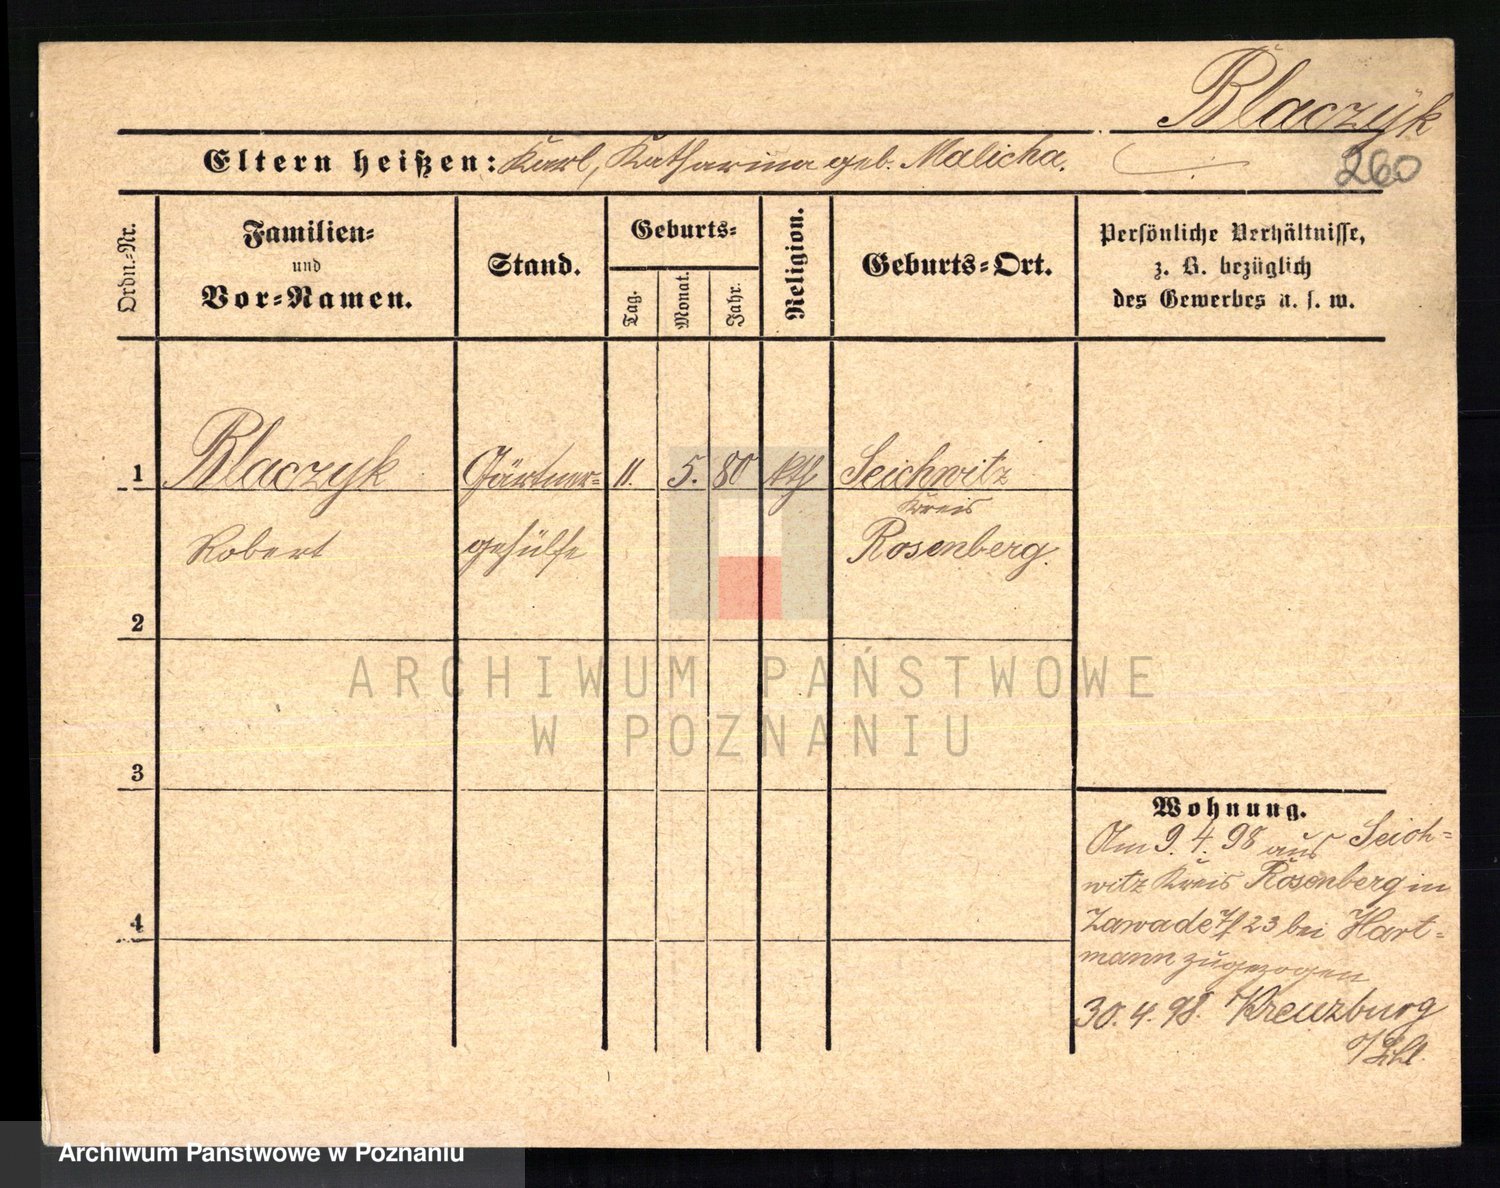 Blaczyk
Eltern heißen: Karl, Katharina geb. Malicha.
260
Ordn.-Nr.
Familien-
und
Vor-Namen.
Stand.
Geburts-
Tag.
Monat.
Jahr.
Religion.
Geburts-Ort.
Persönliche Verhältnisse,
z. B. bezüglich
des Gewerbes u. s. w.
1 Blaczyk Gärtner- 11. 5. 80 kth Seichwitz
Kreis
Robert gehülfe Rosenberg.
2
ARCHIWUM PAŃSTWOWE
W POZNANIU
3
Wohnung.
Am 9. 4. 98 aus Seich-
witz Kreis Rosenberg in
Zawade 23 bei Hart-
mann zugezogen
30. 4. 98. Kreuzburg
4
Archiwum Państwowe w Poznaniu